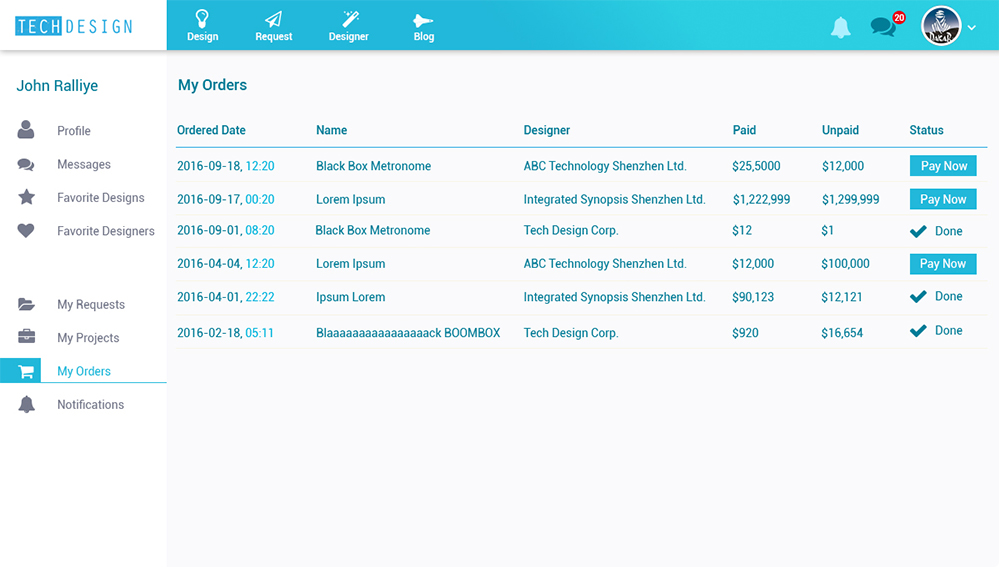 TECHDESIGN
Design Request Designer Blog
20
DAKAR
John Ralliye
Profile
Messages
Favorite Designs
Favorite Designers
My Requests
My Projects
My Orders
Notifications
My Orders
Ordered Date Name Designer Paid Unpaid Status
2016-09-18, 12:20 Black Box Metronome ABC Technology Shenzhen Ltd. $25,5000 $12,000 Pay Now
2016-09-17, 00:20 Lorem Ipsum Integrated Synopsis Shenzhen Ltd. $1,222,999 $1,299,999 Pay Now
2016-09-01, 08:20 Black Box Metronome Tech Design Corp. $12 $1 Done
2016-04-04, 12:20 Lorem Ipsum ABC Technology Shenzhen Ltd. $12,000 $100,000 Pay Now
2016-04-01, 22:22 Ipsum Lorem Integrated Synopsis Shenzhen Ltd. $90,123 $12,121 Done
2016-02-18, 05:11 Blaaaaaaaaaaaaaaaack BOOMBOX Tech Design Corp. $920 $16,654 Done